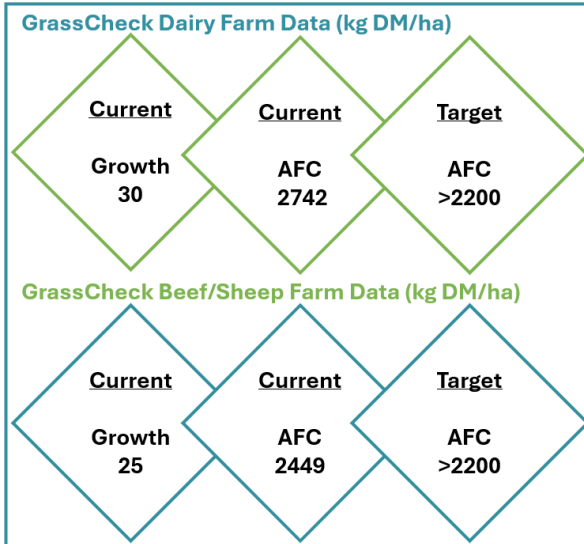 GrassCheck Dairy Farm Data (kg DM/ha)
Current
Growth
30
Current
AFC
2742
Target
AFC
>2200
GrassCheck Beef/Sheep Farm Data (kg DM/ha)
Current
Growth
25
Current
AFC
2449
Target
AFC
>2200